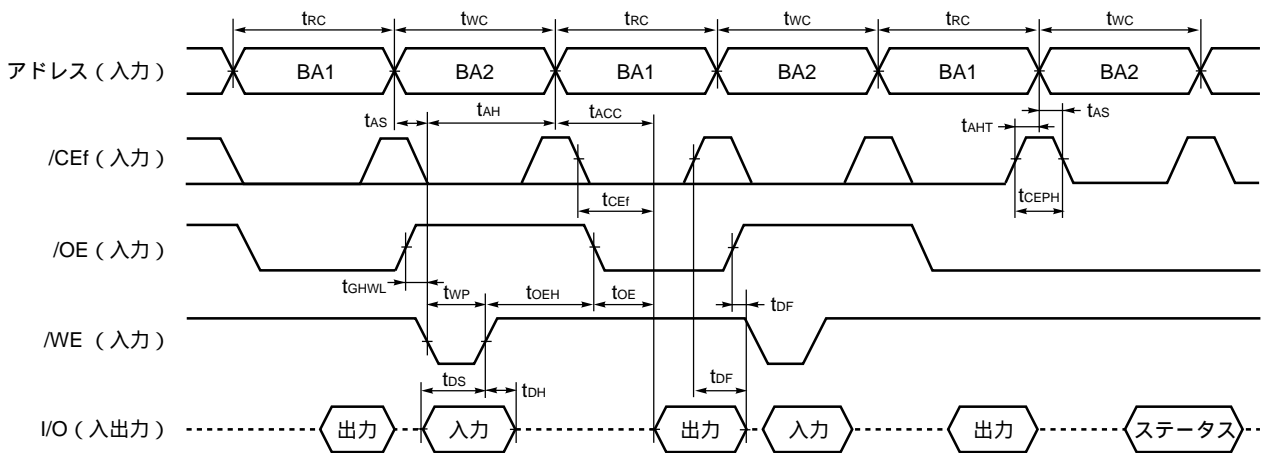 tRC tWC tRC tWC tRC tWC
アドレス（入力） BA1 BA2 BA1 BA2 BA1 BA2
tAS tAH tACC tAHT tAS
/CEf（入力）
tCEf tCEPH
/OE（入力）
tGHWL tWP tOEH tOE tDF
/WE（入力）
tDS tDH tDF
I/O（入出力） 出力 入力 出力 入力 出力 ステータス